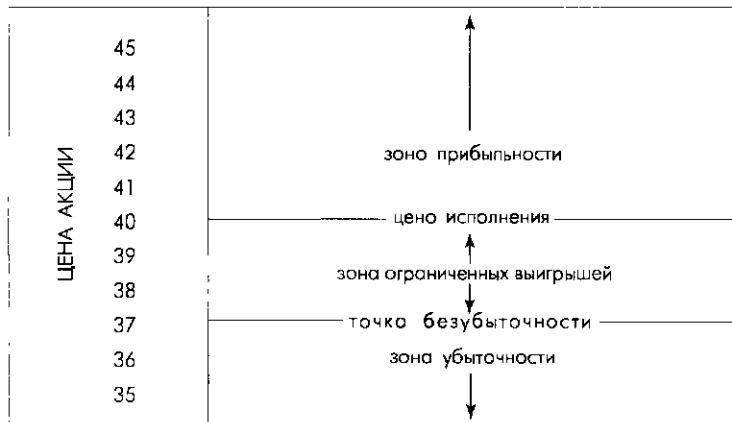 ЦЕНА АКЦИИ
45
44
43
42
зоно прибыльности
41
40
цено исполнения
39
зона ограниченных выигрышей
38
37
точка безубыточности
36
зона убыточности
35